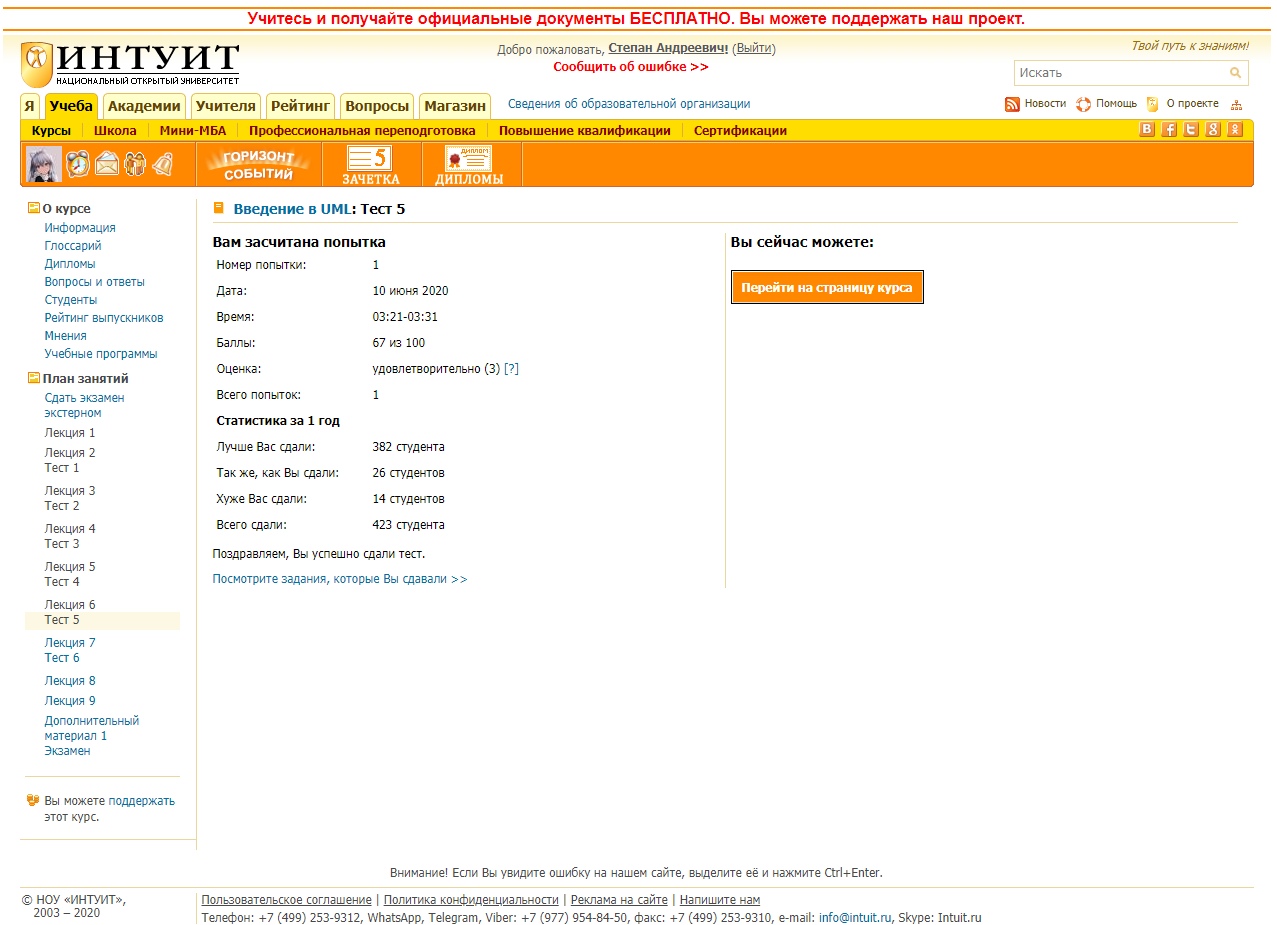 Учитесь и получайте официальные документы БЕСПЛАТНО. Вы можете поддержать наш проект.
ИНТУИТ
НАЦИОНАЛЬНЫЙ ОТКРЫТЫЙ УНИВЕРСИТЕТ
Добро пожаловать, Степан Андреевич! (Выйти)
Сообщить об ошибке >>
Твой путь к знаниям!
Искать
Я Учеба Академии Учителя Рейтинг Вопросы Магазин Сведения об образовательной организации Новости Помощь О проекте
Курсы Школа Мини-МБА Профессиональная переподготовка Повышение квалификации Сертификации
ГОРИЗОНТ СОБЫТИЙ
5 ЗАЧЕТКА
ДИПЛОМ ДИПЛОМЫ
О курсе
Информация
Глоссарий
Дипломы
Вопросы и ответы
Студенты
Рейтинг выпускников
Мнения
Учебные программы
План занятий
Сдать экзамен
экстерном
Лекция 1
Лекция 2
Тест 1
Лекция 3
Тест 2
Лекция 4
Тест 3
Лекция 5
Тест 4
Лекция 6
Тест 5
Лекция 7
Тест 6
Лекция 8
Лекция 9
Дополнительный
материал 1
Экзамен
Вы можете поддержать
этот курс.
Введение в UML: Тест 5
Вам засчитана попытка
Номер попытки: 1
Дата: 10 июня 2020
Время: 03:21-03:31
Баллы: 67 из 100
Оценка: удовлетворительно (3) [?]
Всего попыток: 1
Статистика за 1 год
Лучше Вас сдали: 382 студента
Так же, как Вы сдали: 26 студентов
Хуже Вас сдали: 14 студентов
Всего сдали: 423 студента
Поздравляем, Вы успешно сдали тест.
Посмотрите задания, которые Вы сдавали >>
Вы сейчас можете:
Перейти на страницу курса
Внимание! Если Вы увидите ошибку на нашем сайте, выделите её и нажмите Ctrl+Enter.
© НОУ «ИНТУИТ»,
2003 – 2020
Пользовательское соглашение | Политика конфиденциальности | Реклама на сайте | Напишите нам
Телефон: +7 (499) 253-9312, WhatsApp, Telegram, Viber: +7 (977) 954-84-50, факс: +7 (499) 253-9310, e-mail: info@intuit.ru, Skype: Intuit.ru